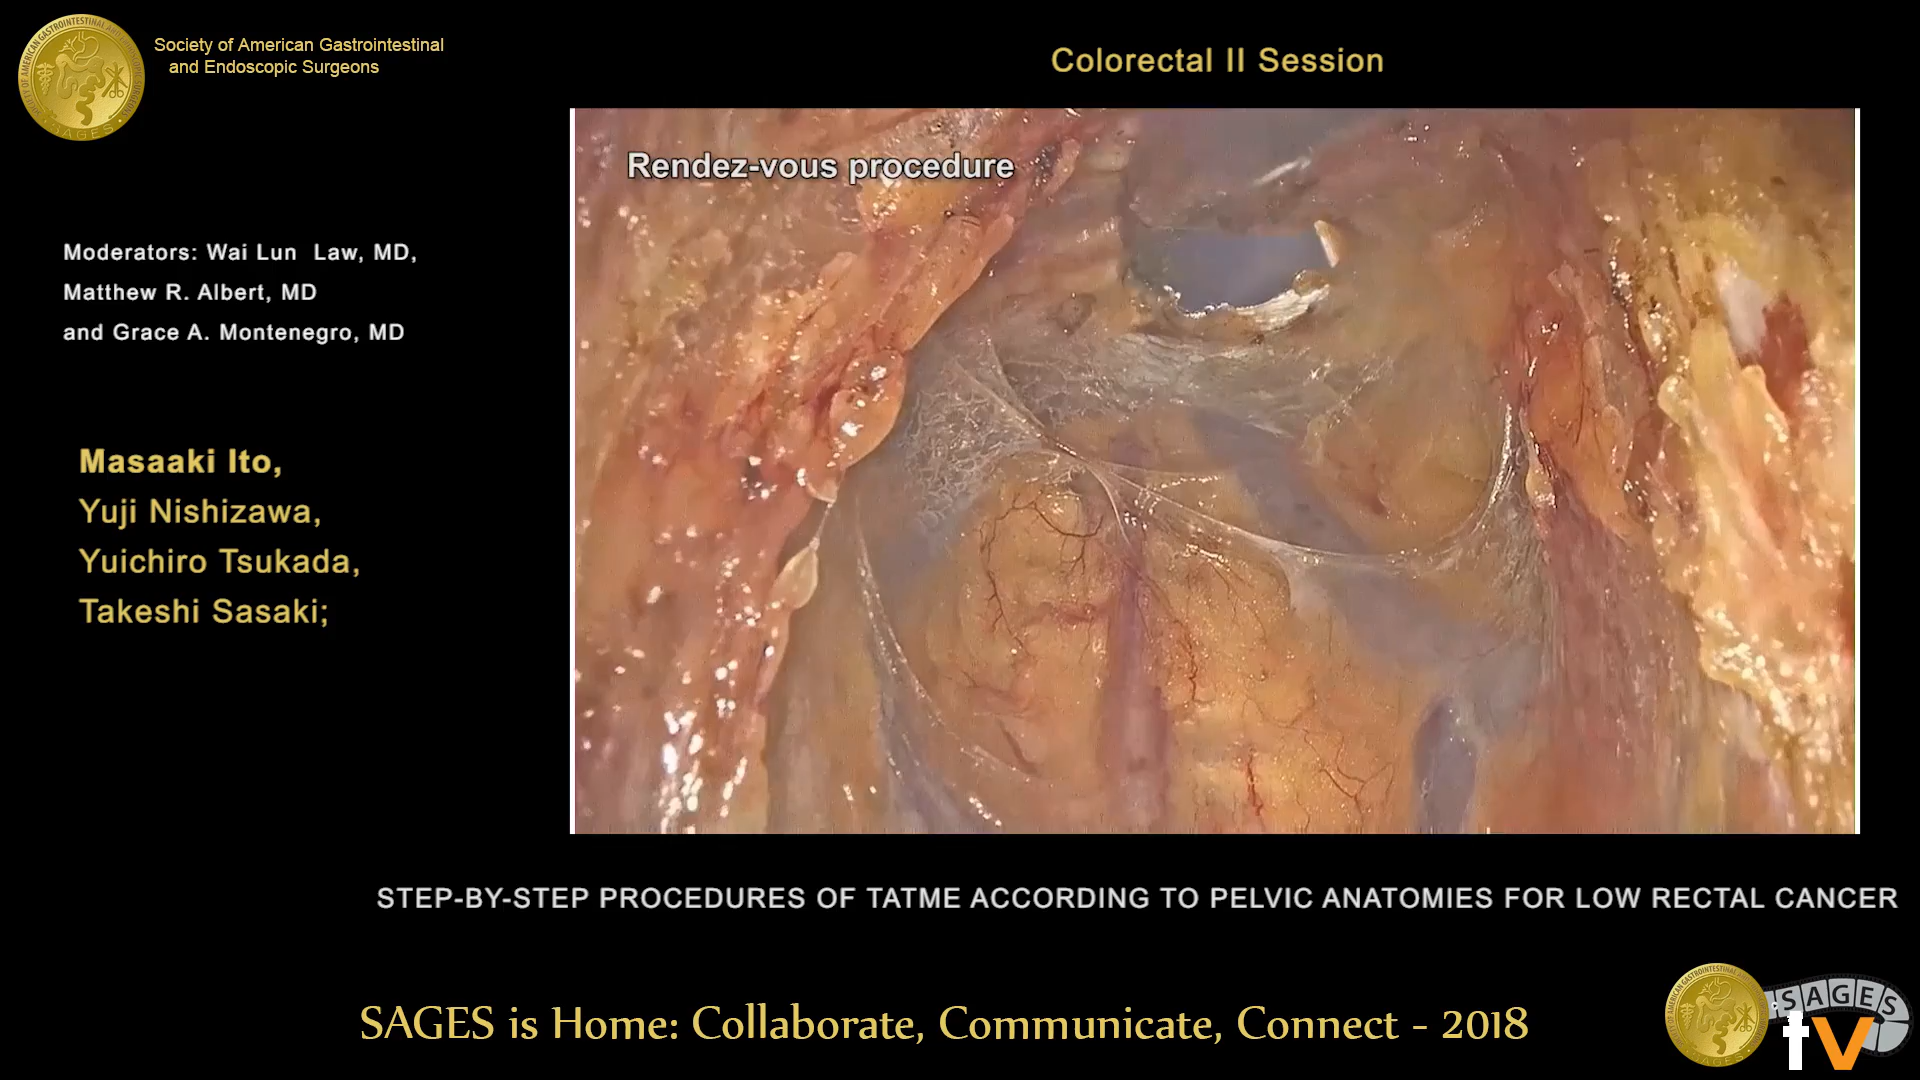 Society of American Gastrointestinal
and Endoscopic Surgeons
Colorectal II Session
Rendez-vous procedure
Moderators: Wai Lun Law, MD,
Matthew R. Albert, MD
and Grace A. Montenegro, MD
Masaaki Ito,
Yuji Nishizawa,
Yuichiro Tsukada,
Takeshi Sasaki;
STEP-BY-STEP PROCEDURES OF TATME ACCORDING TO PELVIC ANATOMIES FOR LOW RECTAL CANCER
SAGES is Home: Collaborate, Communicate, Connect - 2018
SAGES
tv